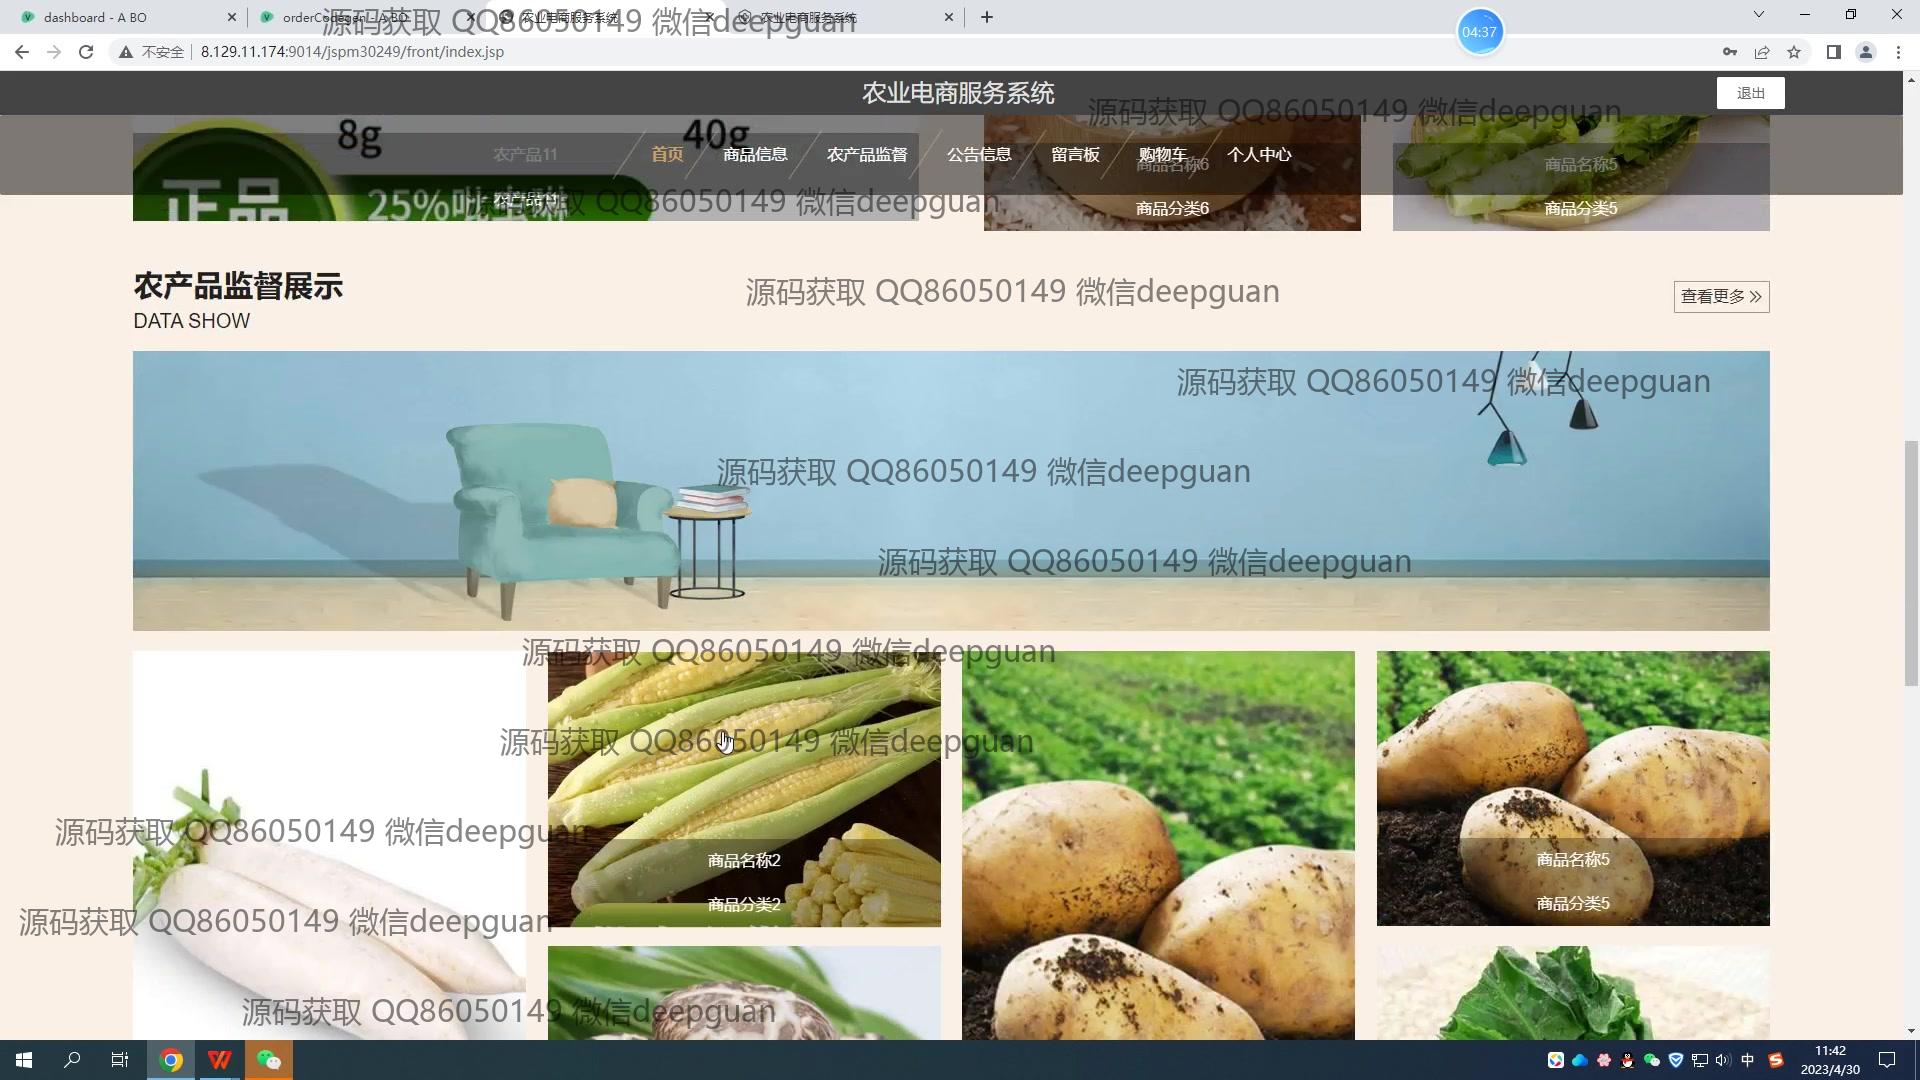 dashboard - A BO
orderCodegen - A BO
农业电商服务系统
农业电商服务系统
源码获取 QQ86050149 微信deepguan
04:37
不安全
8.129.11.174:9014/jspm30249/front/index.jsp
农业电商服务系统
退出
源码获取 QQ86050149 微信deepguan
8g
40g
农产品11
首页
商品信息
农产品监督
公告信息
留言板
购物车
个人中心
商品名称6
商品名称5
正品
25%吡
农产品11
源码获取 QQ86050149 微信deepguan
商品分类6
商品分类5
农产品监督展示
DATA SHOW
源码获取 QQ86050149 微信deepguan
查看更多
源码获取 QQ86050149 微信deepguan
源码获取 QQ86050149 微信deepguan
源码获取 QQ86050149 微信deepguan
源码获取 QQ86050149 微信deepguan
源码获取 QQ86050149 微信deepguan
源码获取 QQ86050149 微信deepguan
商品名称2
商品名称5
商品分类2
商品分类5
源码获取 QQ86050149 微信deepguan
源码获取 QQ86050149 微信deepguan
中
11:42
2023/4/30